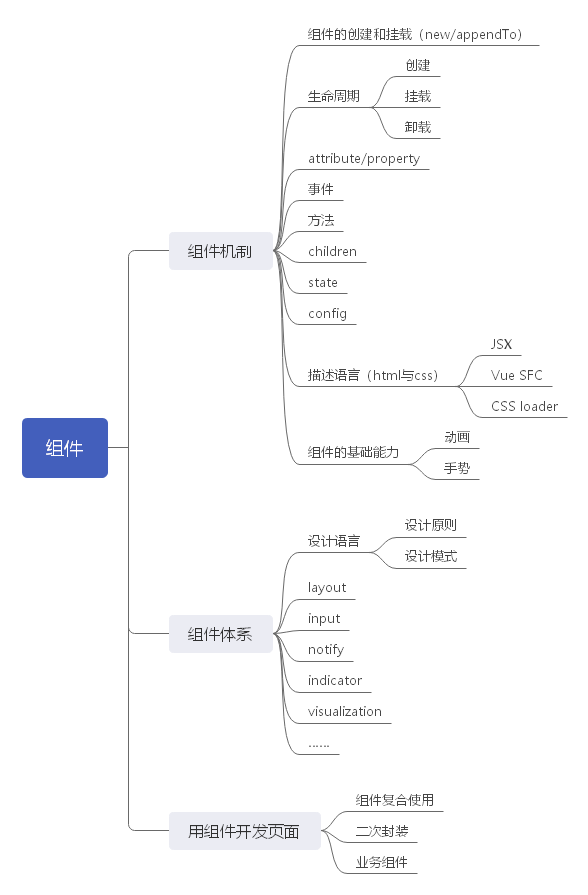 组件
组件机制
组件的创建和挂载（new/appendTo）
生命周期
创建
挂载
卸载
attribute/property
事件
方法
children
state
config
描述语言（html与css）
JSX
Vue SFC
CSS loader
组件的基础能力
动画
手势
组件体系
设计语言
设计原则
设计模式
layout
input
notify
indicator
visualization
……
用组件开发页面
组件复合使用
二次封装
业务组件